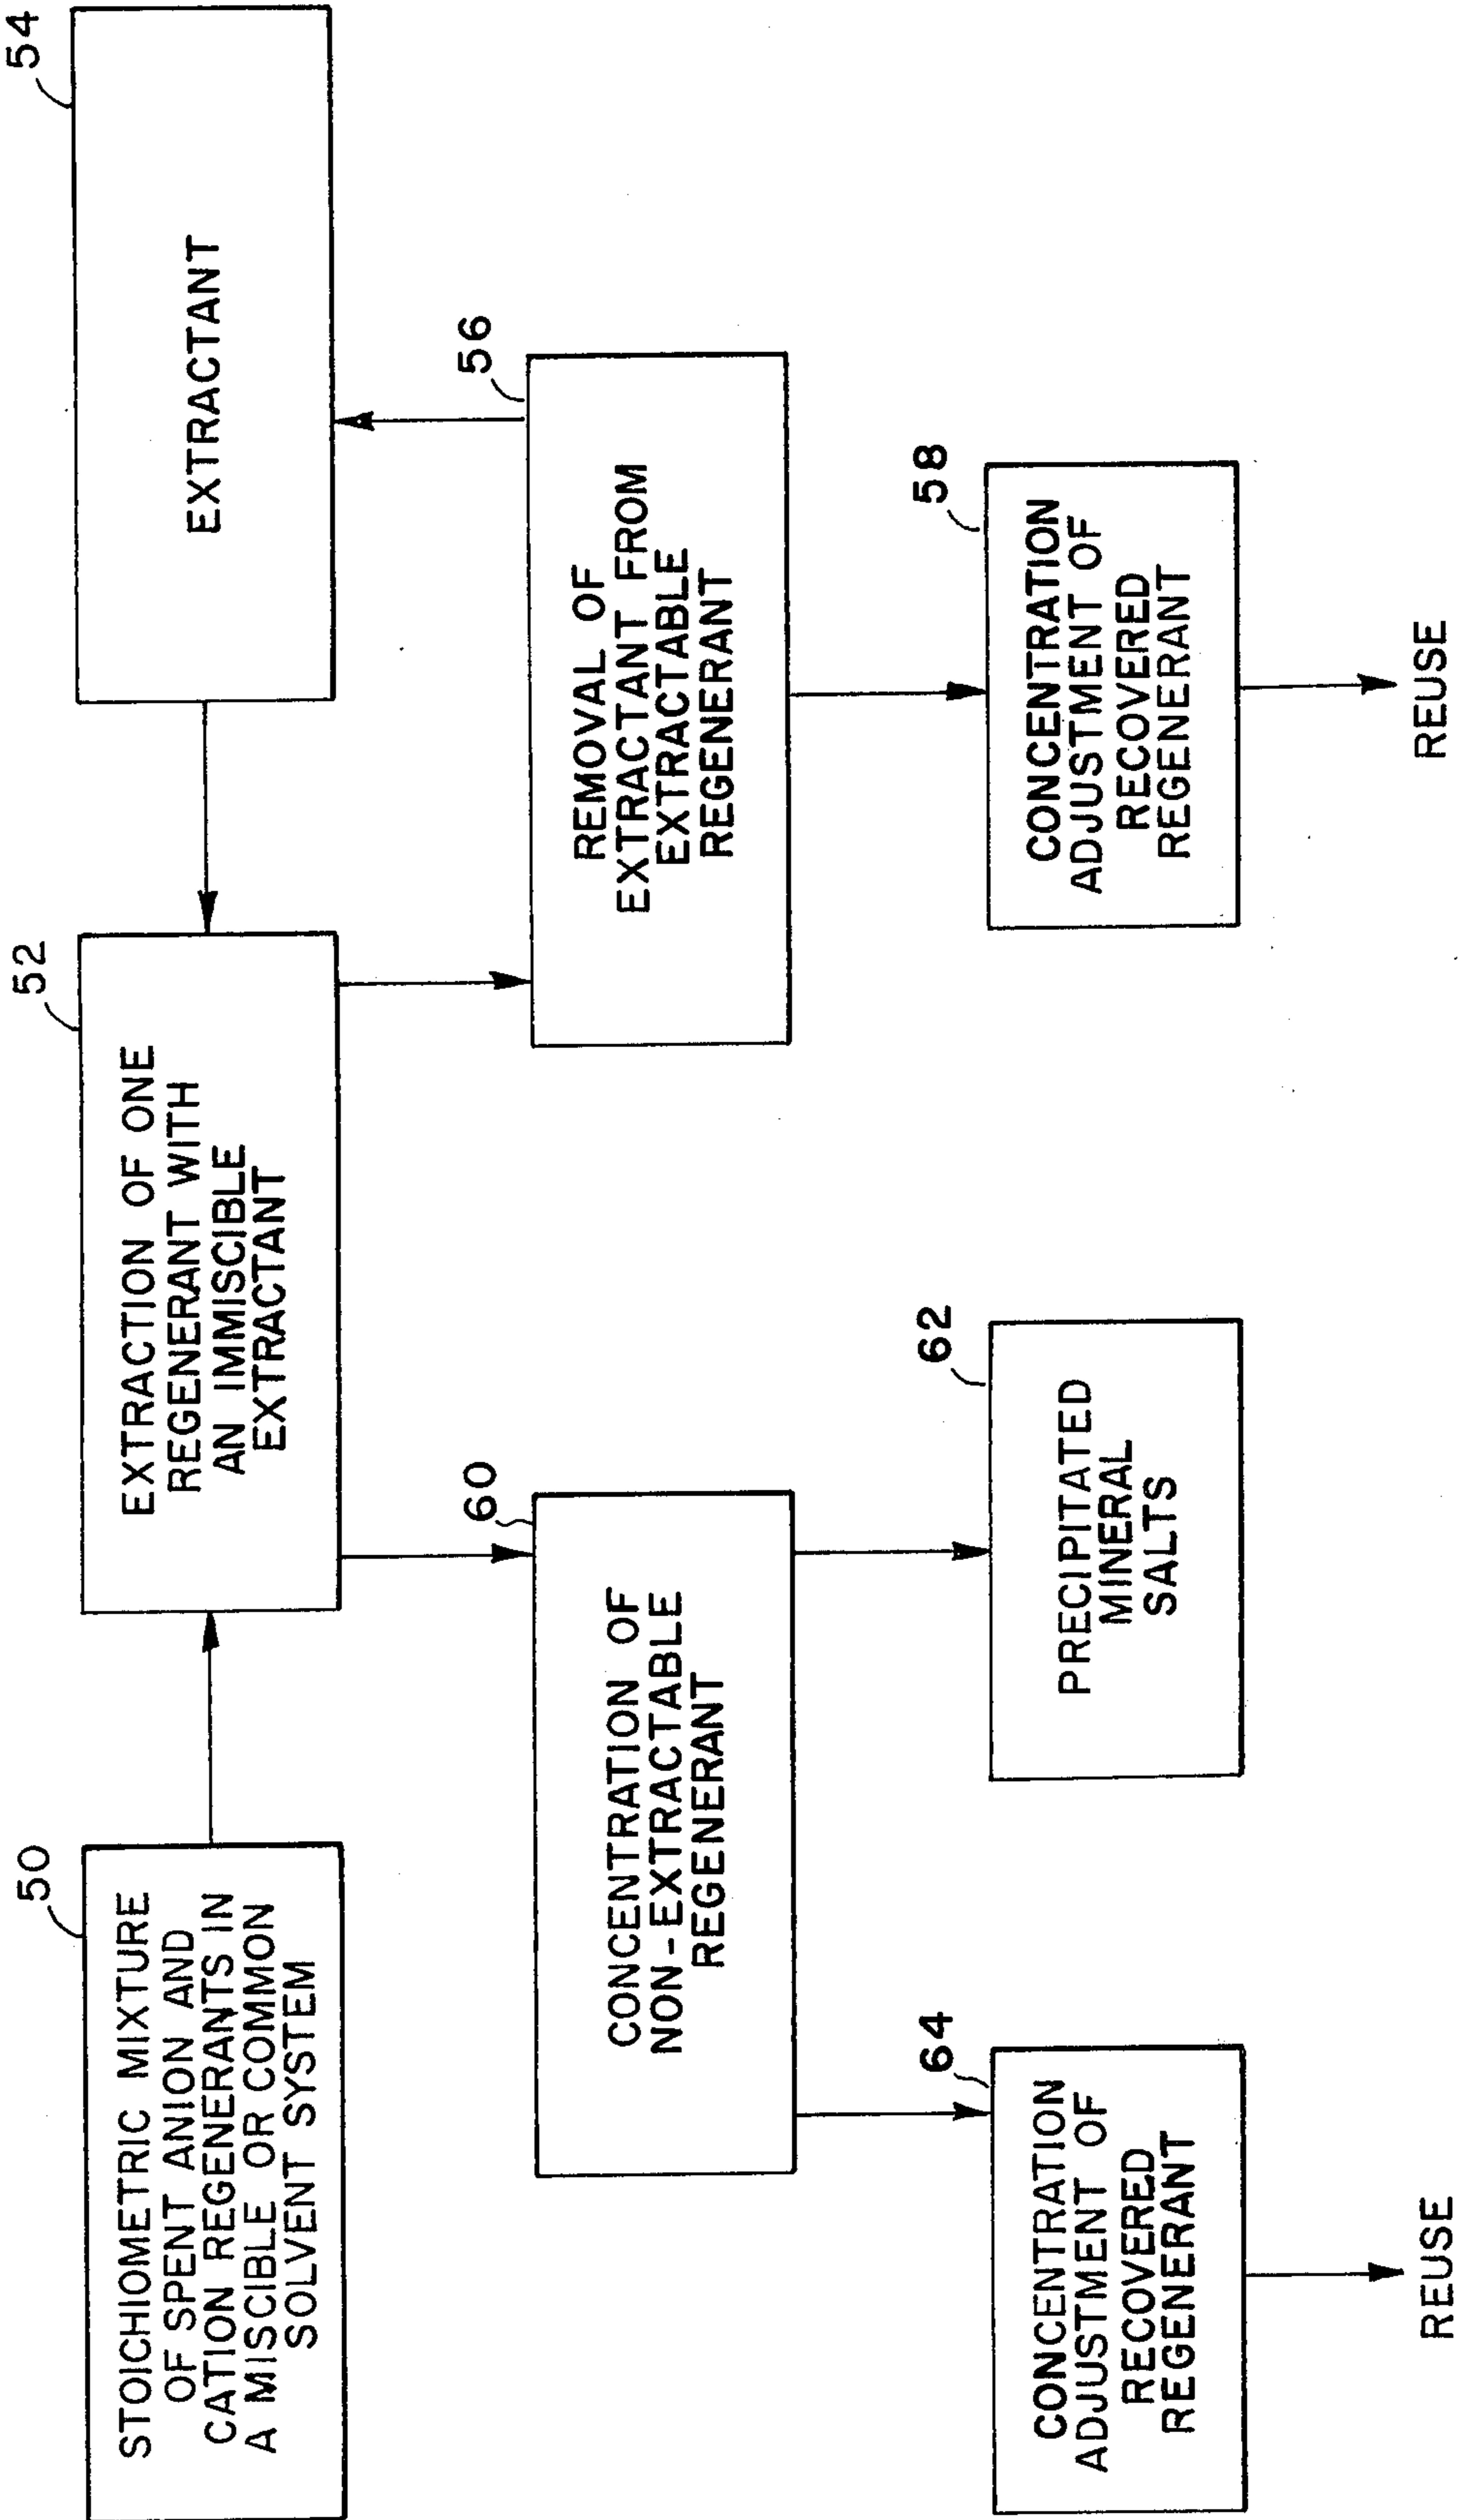 50
STOICHIOMETRIC MIXTURE
OF SPENT ANION AND
CATION REGENERANTS IN
A MISCIBLE OR COMMON
SOLVENT SYSTEM
52
EXTRACTION OF ONE
REGENERANT WITH
AN IMMISCIBLE
EXTRACTANT
54
EXTRACTANT
60
CONCENTRATION OF
NON-EXTRACTABLE
REGENERANT
56
REMOVAL OF
EXTRACTANT FROM
EXTRACTABLE
REGENERANT
64
CONCENTRATION
ADJUSTMENT OF
RECOVERED
REGENERANT
62
PRECIPITATED
MINERAL
SALTS
58
CONCENTRATION
ADJUSTMENT OF
RECOVERED
REGENERANT
REUSE
REUSE